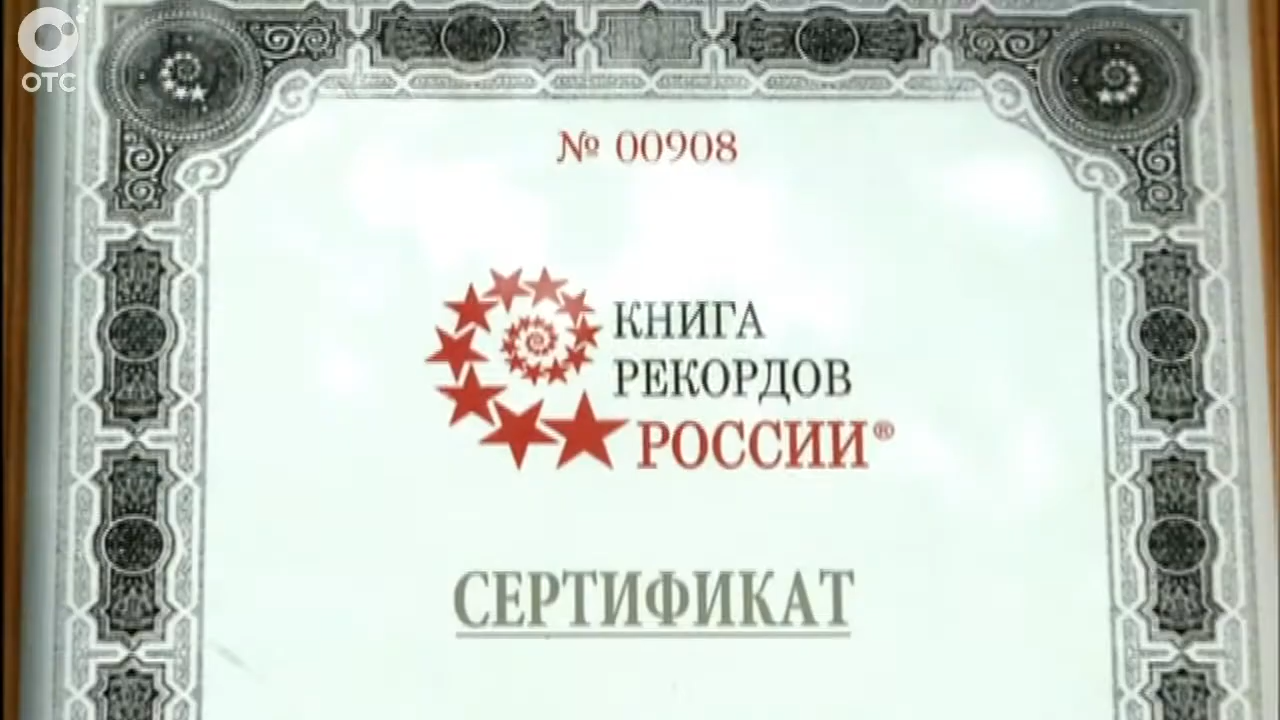 ОТС
№ 00908
КНИГА
РЕКОРДОВ
РОССИИ®
СЕРТИФИКАТ